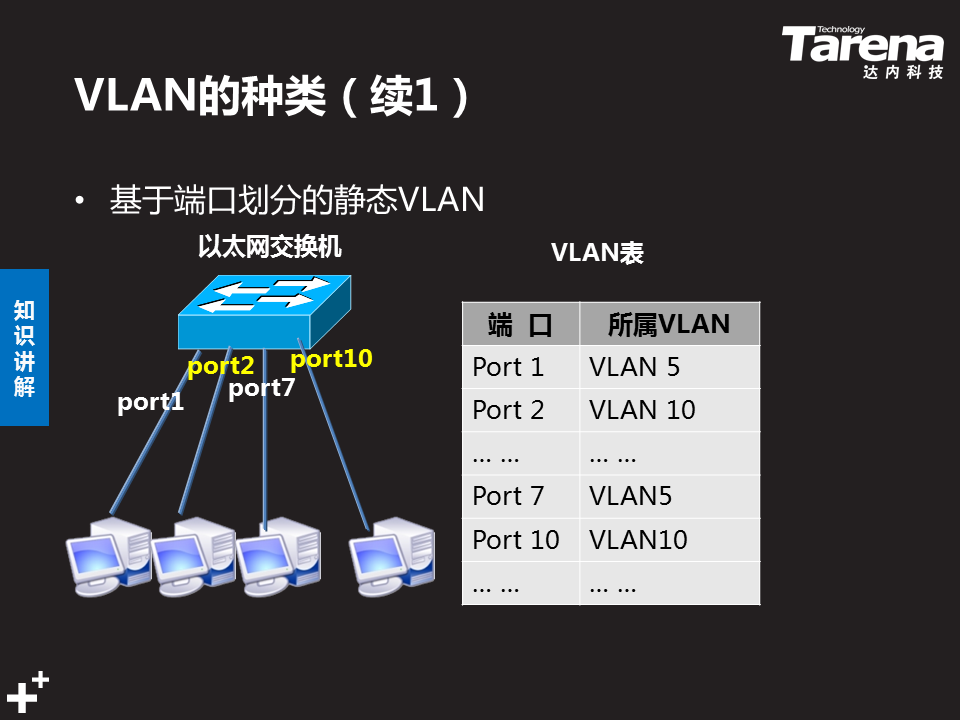 Technology
Tarena
达内科技
VLAN的种类（续1）
• 基于端口划分的静态VLAN
以太网交换机
port1
port2
port7
port10
VLAN表
端 口 所属VLAN
Port 1 VLAN 5
Port 2 VLAN 10
… … … …
Port 7 VLAN5
Port 10 VLAN10
… … … …
知
识
讲
解